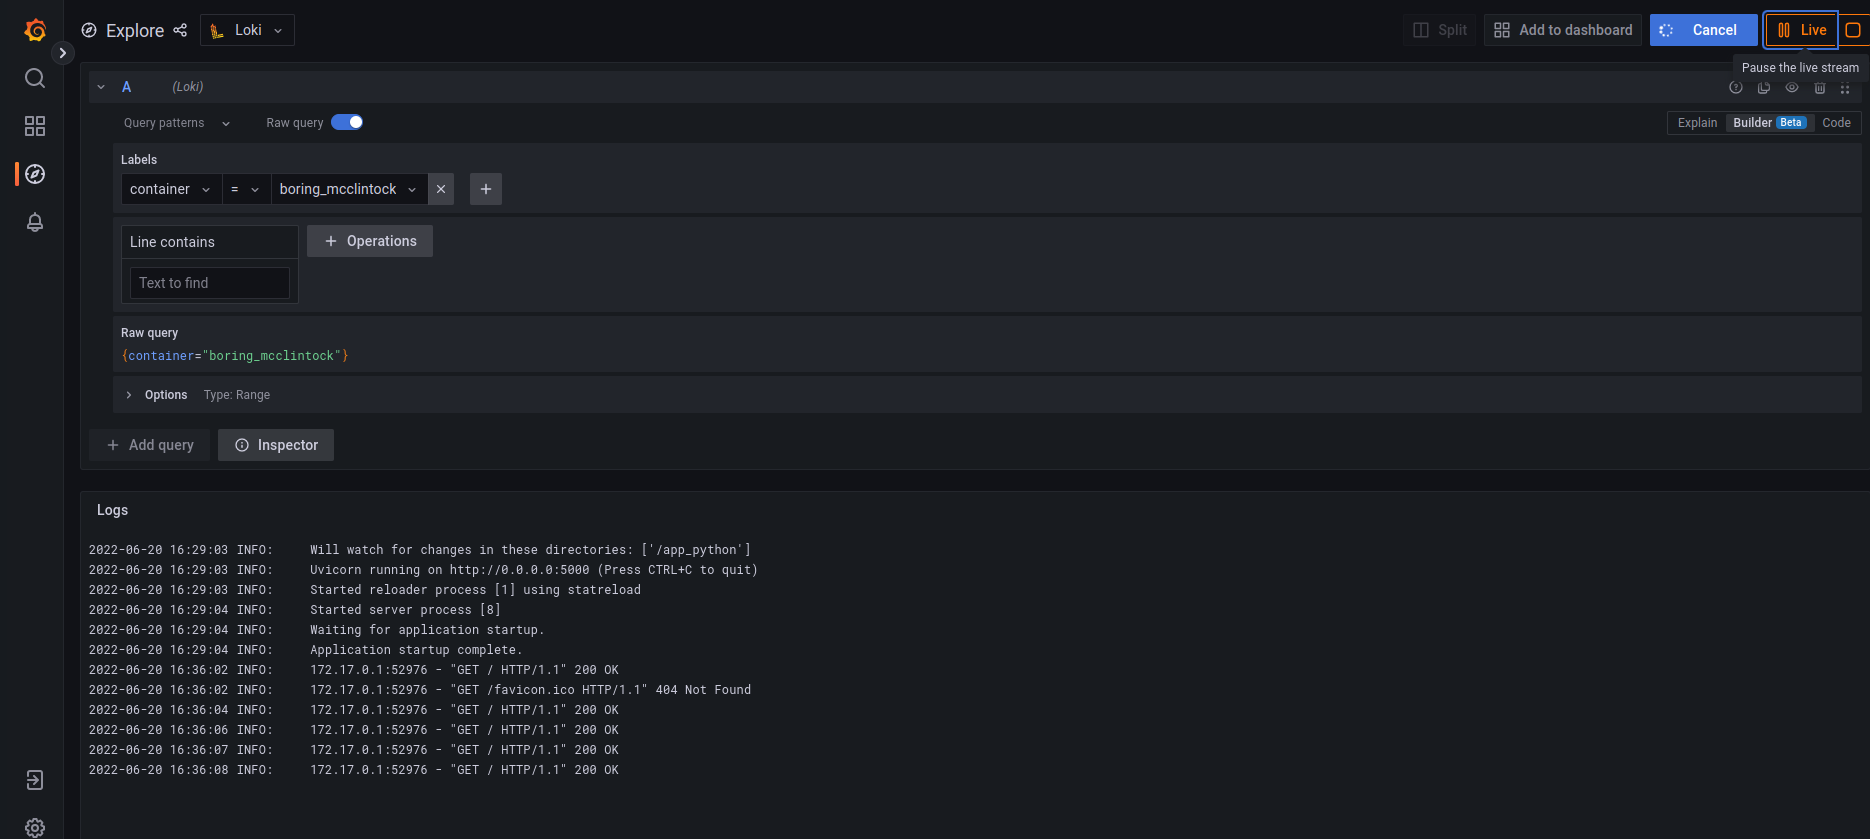 Explore Loki Split Add to dashboard Cancel Live
Pause the live stream
A (Loki)
Query patterns Raw query Explain Builder Beta Code
Labels
container = boring_mcclintock
Line contains Operations
Text to find
Raw query
{container="boring_mcclintock"}
Options Type: Range
Add query Inspector
Logs
2022-06-20 16:29:03 INFO: Will watch for changes in these directories: ['/app_python']
2022-06-20 16:29:03 INFO: Uvicorn running on http://0.0.0.0:5000 (Press CTRL+C to quit)
2022-06-20 16:29:03 INFO: Started reloader process [1] using statreload
2022-06-20 16:29:04 INFO: Started server process [8]
2022-06-20 16:29:04 INFO: Waiting for application startup.
2022-06-20 16:29:04 INFO: Application startup complete.
2022-06-20 16:36:02 INFO: 172.17.0.1:52976 - "GET / HTTP/1.1" 200 OK
2022-06-20 16:36:02 INFO: 172.17.0.1:52976 - "GET /favicon.ico HTTP/1.1" 404 Not Found
2022-06-20 16:36:04 INFO: 172.17.0.1:52976 - "GET / HTTP/1.1" 200 OK
2022-06-20 16:36:06 INFO: 172.17.0.1:52976 - "GET / HTTP/1.1" 200 OK
2022-06-20 16:36:07 INFO: 172.17.0.1:52976 - "GET / HTTP/1.1" 200 OK
2022-06-20 16:36:08 INFO: 172.17.0.1:52976 - "GET / HTTP/1.1" 200 OK